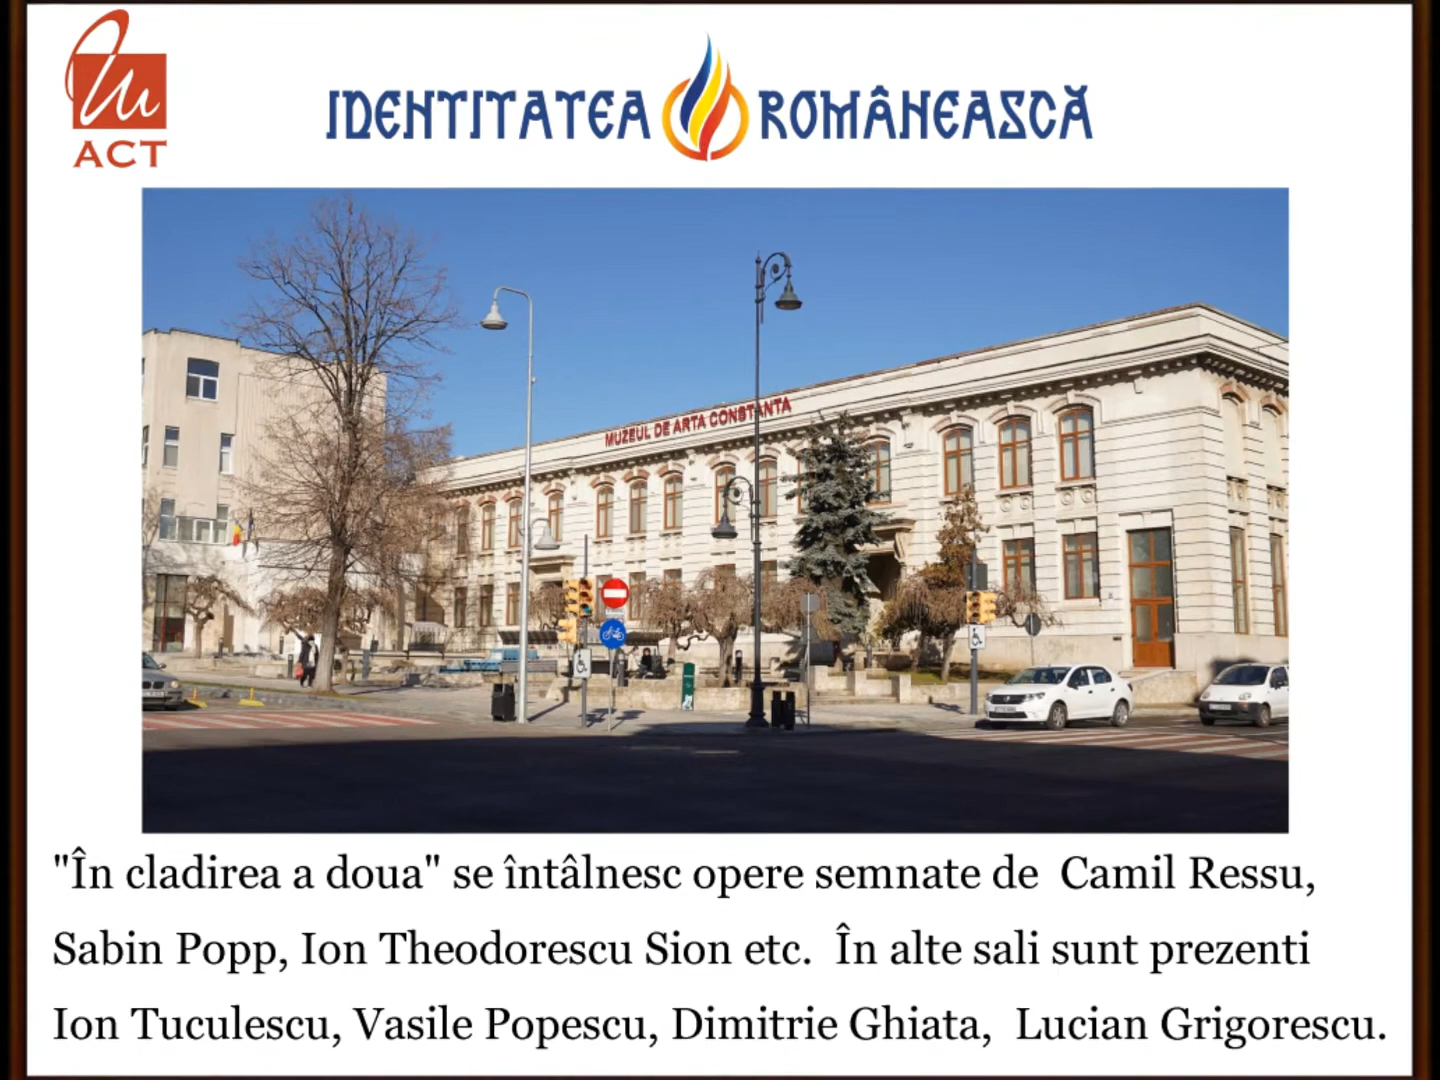 ACT
IDENTITATEA ROMÂNEASCĂ
MUZEUL DE ARTA CONSTANTA
"În cladirea a doua" se întâlnesc opere semnate de Camil Ressu,
Sabin Popp, Ion Theodorescu Sion etc. În alte sali sunt prezenti
Ion Tuculescu, Vasile Popescu, Dimitrie Ghiata, Lucian Grigorescu.